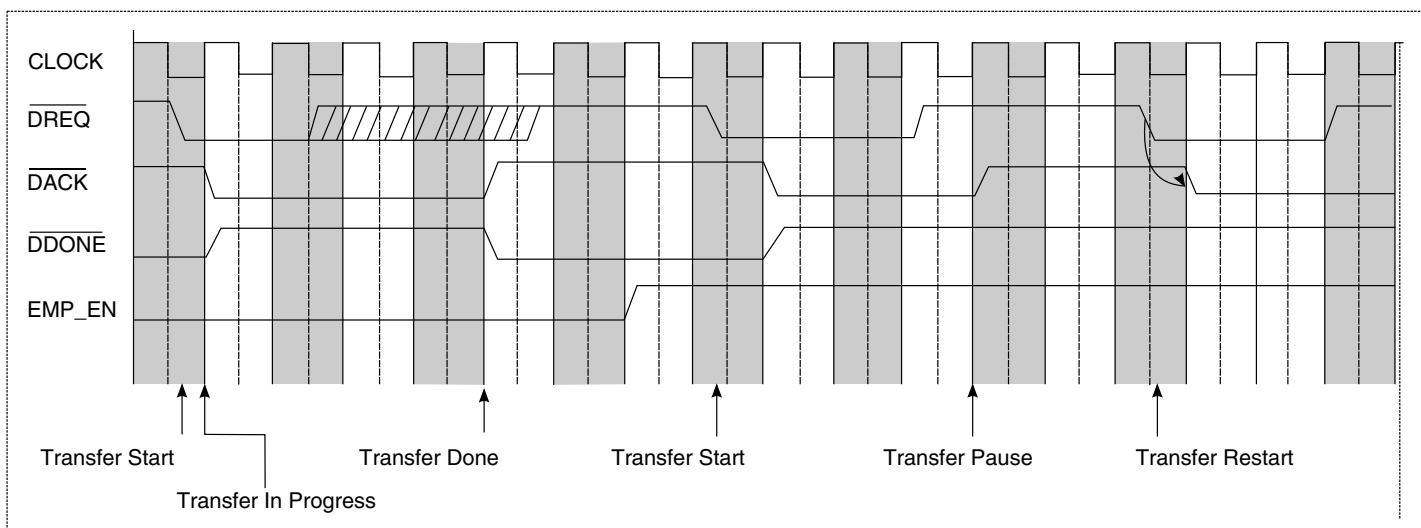 CLOCK
DREQ
DACK
DDONE
EMP_EN
Transfer Start
Transfer Done
Transfer Start
Transfer Pause
Transfer Restart
Transfer In Progress